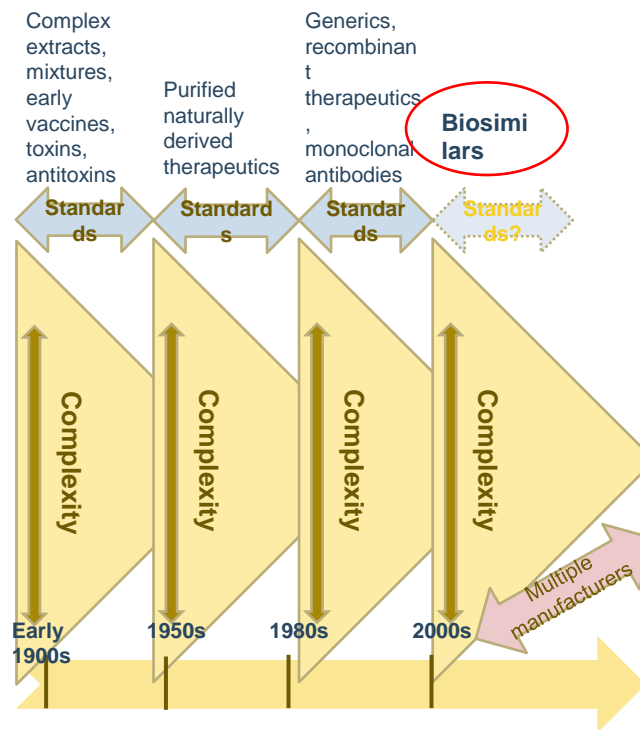 Complex
extracts,
mixtures,
early
vaccines,
toxins,
antitoxins
Purified
naturally
derived
therapeutics
Generics,
recombinan
t
therapeutics
,
monoclonal
antibodies
Biosimi
lars
Standar
ds
Standard
s
Standar
ds
Standar
ds?
Complexity
Complexity
Complexity
Complexity
Multiple
manufacturers
Early
1900s
1950s
1980s
2000s